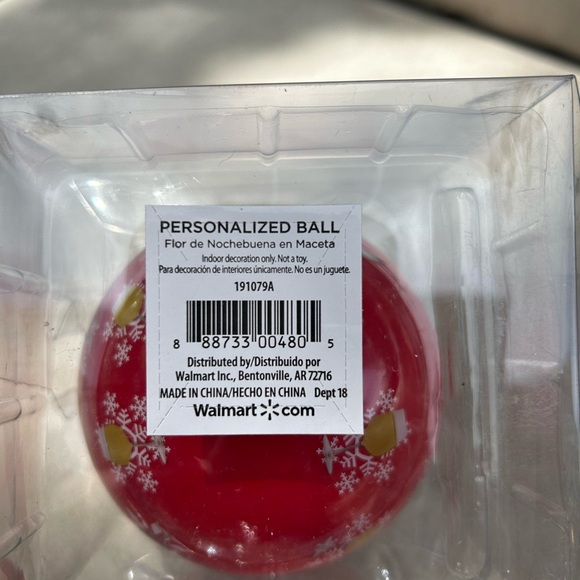 PERSONALIZED BALL
Flor de Nochebuena en Maceta
Indoor decoration only. Not a toy.
Para decoración de interiores únicamente. No es un juguete.
191079A
8 88733 00480 5
Distributed by/Distribuido por
Walmart Inc., Bentonville, AR 72716
MADE IN CHINA/HECHO EN CHINA Dept 18
Walmart com